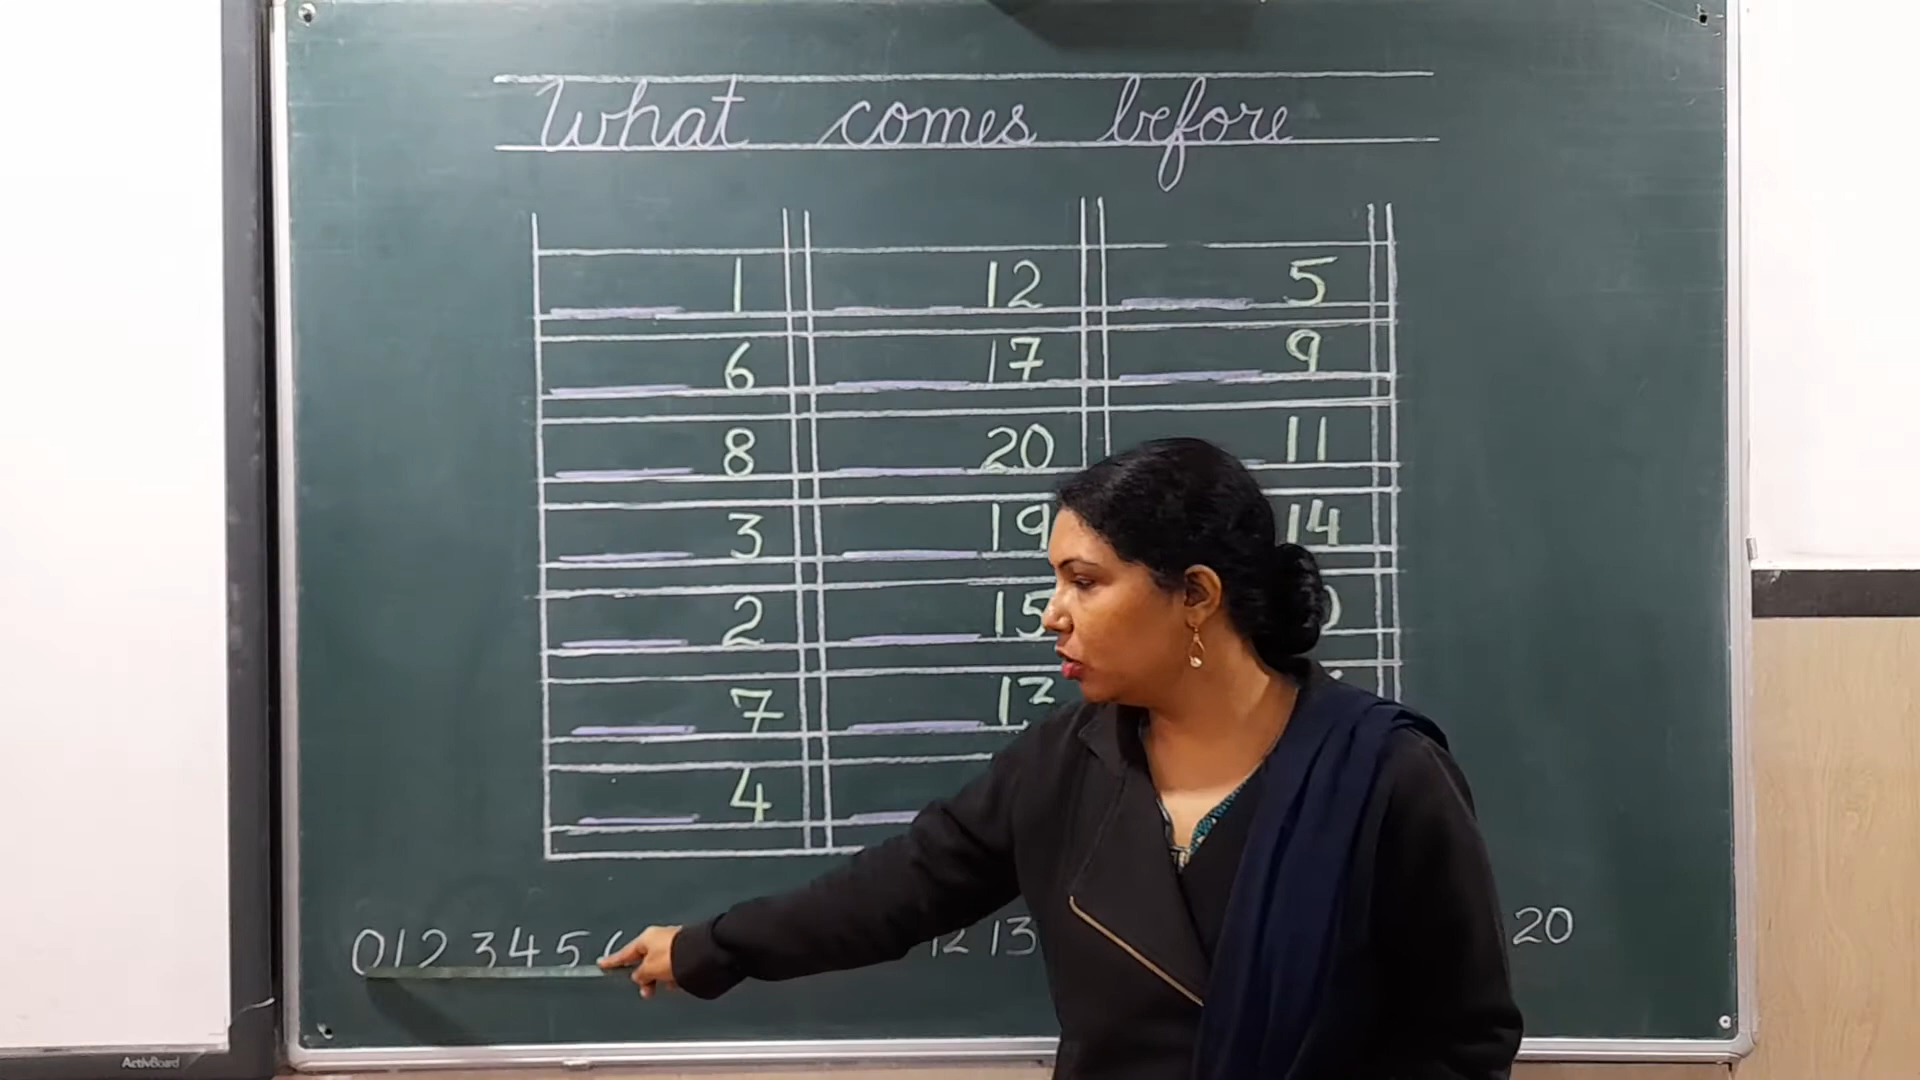 What comes before
1 12 5
6 17 9
8 20 11
3 19 14
2 15
7 13
4
0 1 2 3 4 5 12 13 20
ActivBoard